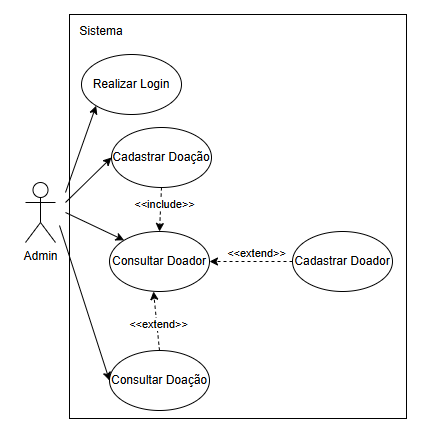 Sistema
Realizar Login
Cadastrar Doação
<<include>>
Admin
Consultar Doador
<<extend>>
Cadastrar Doador
<<extend>>
Consultar Doação